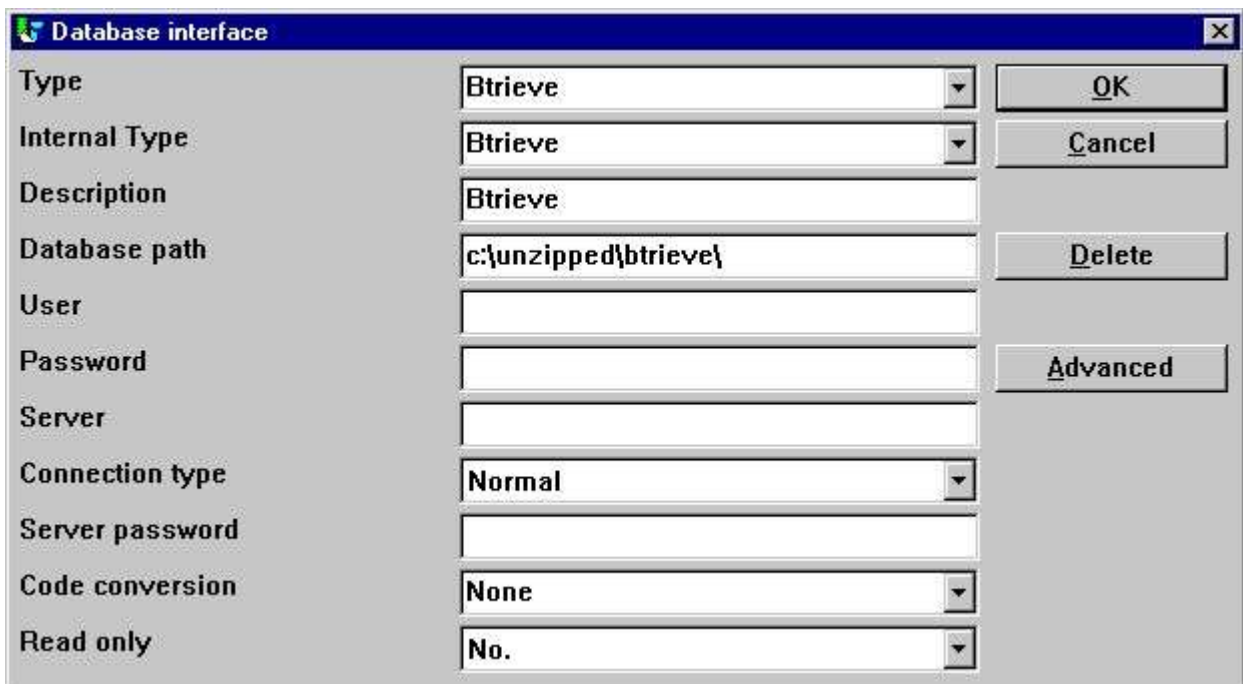 Database interface
Type Btrieve OK
Internal Type Btrieve Cancel
Description Btrieve
Database path c:\unzipped\btrieve\ Delete
User
Password Advanced
Server
Connection type Normal
Server password
Code conversion None
Read only No.